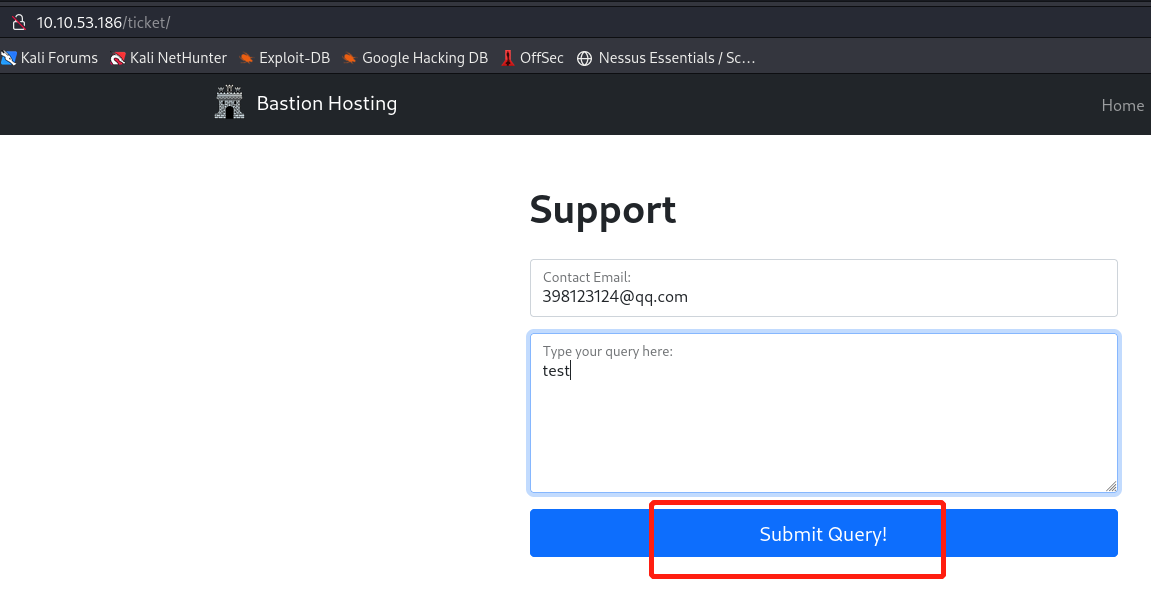 10.10.53.186/ticket/
Kali Forums Kali NetHunter Exploit-DB Google Hacking DB OffSec Nessus Essentials / Sc…
Bastion Hosting Home
Support
Contact Email:
398123124@qq.com
Type your query here:
test
Submit Query!